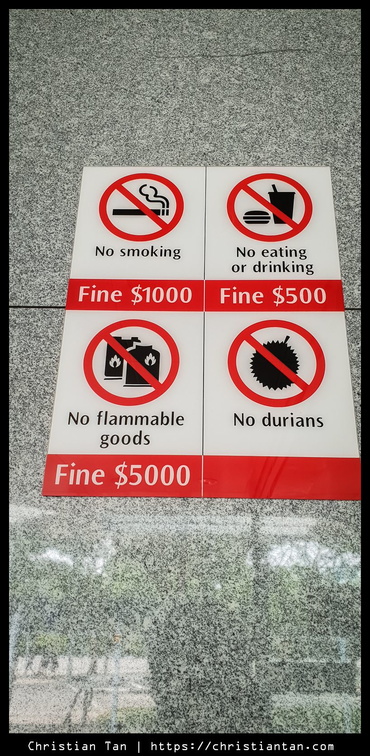 No smoking
Fine $1000
No eating
or drinking
Fine $500
No flammable
goods
Fine $5000
No durians
Christian Tan | https://christiantan.com